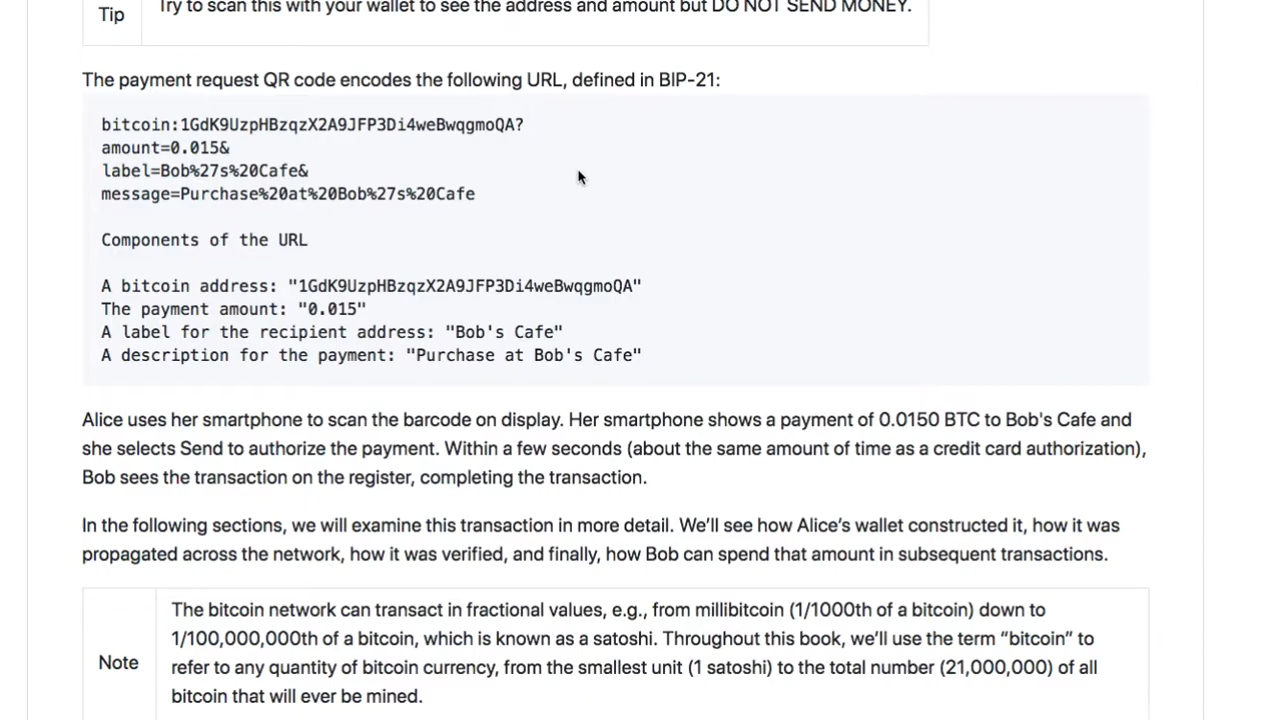 Tip
Try to scan this with your wallet to see the address and amount but DO NOT SEND MONEY.
The payment request QR code encodes the following URL, defined in BIP-21:
bitcoin:1GdK9UzpHBzqzX2A9JFP3Di4weBwqgmoQA?
amount=0.015&
label=Bob%27s%20Cafe&
message=Purchase%20at%20Bob%27s%20Cafe
Components of the URL
A bitcoin address: "1GdK9UzpHBzqzX2A9JFP3Di4weBwqgmoQA"
The payment amount: "0.015"
A label for the recipient address: "Bob's Cafe"
A description for the payment: "Purchase at Bob's Cafe"
Alice uses her smartphone to scan the barcode on display. Her smartphone shows a payment of 0.0150 BTC to Bob's Cafe and
she selects Send to authorize the payment. Within a few seconds (about the same amount of time as a credit card authorization),
Bob sees the transaction on the register, completing the transaction.
In the following sections, we will examine this transaction in more detail. We’ll see how Alice’s wallet constructed it, how it was
propagated across the network, how it was verified, and finally, how Bob can spend that amount in subsequent transactions.
Note
The bitcoin network can transact in fractional values, e.g., from millibitcoin (1/1000th of a bitcoin) down to
1/100,000,000th of a bitcoin, which is known as a satoshi. Throughout this book, we’ll use the term “bitcoin” to
refer to any quantity of bitcoin currency, from the smallest unit (1 satoshi) to the total number (21,000,000) of all
bitcoin that will ever be mined.